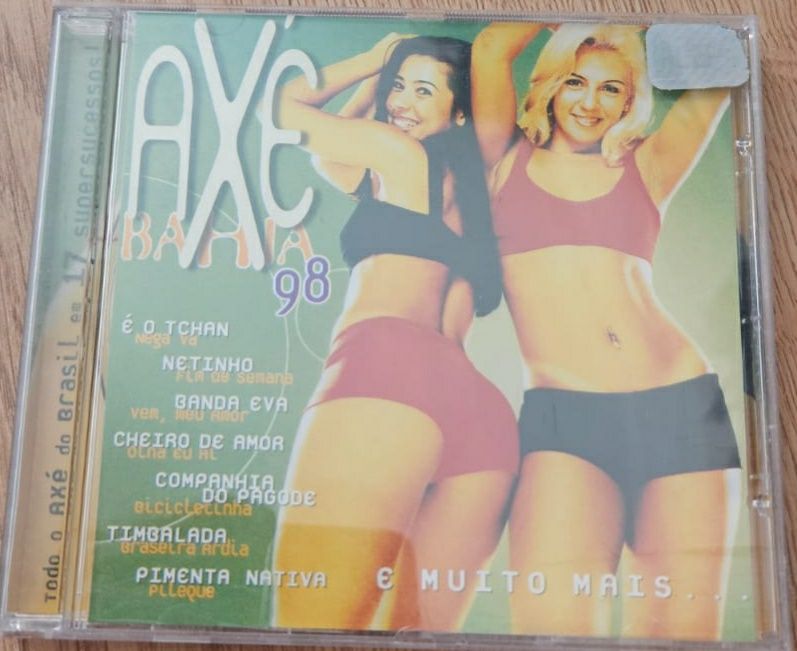 Todo o AXÉ do Brasil em 17 supersucessos!
AXÉ
BAHIA
98
É O TCHAN
Nega Va
NETINHO
Fim de Semana
BANDA EVA
Vem, meu Amor
CHEIRO DE AMOR
Olha Eu Aí
COMPANHIA
DO PAGODE
Bicicletinha
TIMBALADA
Braseira Ardia
PIMENTA NATIVA
Pileque
E MUITO MAIS...